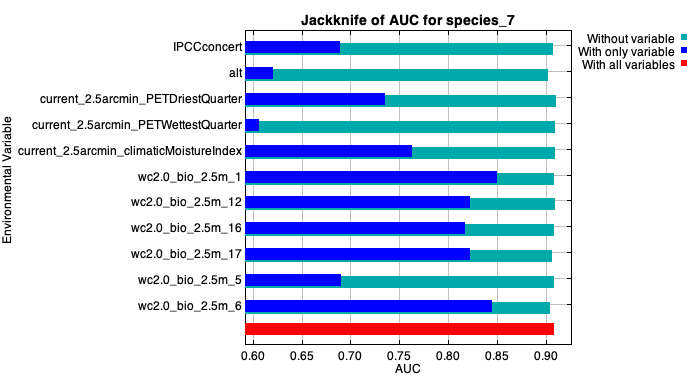 Jackknife of AUC for species_7
Without variable
With only variable
With all variables
Environmental Variable
IPCCconcert
alt
current_2.5arcmin_PETDriestQuarter
current_2.5arcmin_PETWettestQuarter
current_2.5arcmin_climaticMoistureIndex
wc2.0_bio_2.5m_1
wc2.0_bio_2.5m_12
wc2.0_bio_2.5m_16
wc2.0_bio_2.5m_17
wc2.0_bio_2.5m_5
wc2.0_bio_2.5m_6
0.60 0.65 0.70 0.75 0.80 0.85 0.90
AUC